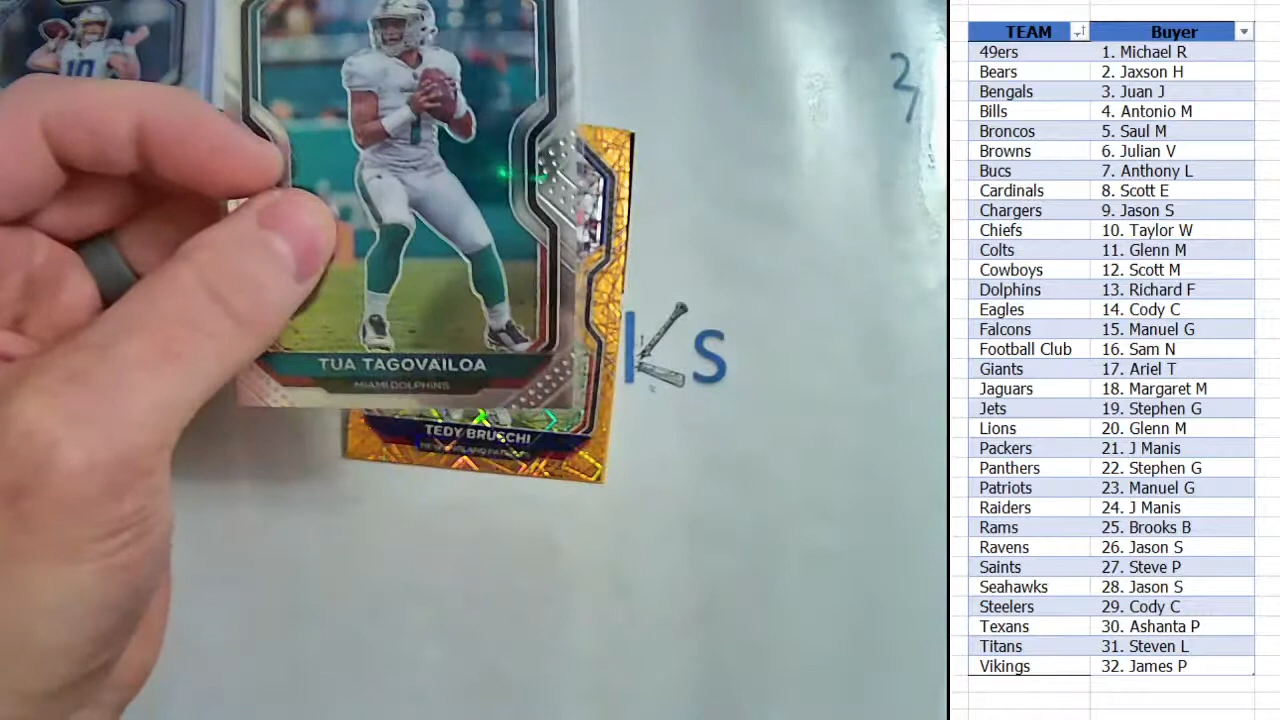 10
TUA TAGOVAILOA
MIAMI DOLPHINS
TEDY BRUSCHI
NEW ENGLAND PATRIOTS
ks
TEAM Buyer
49ers 1. Michael R
Bears 2. Jaxson H
Bengals 3. Juan J
Bills 4. Antonio M
Broncos 5. Saul M
Browns 6. Julian V
Bucs 7. Anthony L
Cardinals 8. Scott E
Chargers 9. Jason S
Chiefs 10. Taylor W
Colts 11. Glenn M
Cowboys 12. Scott M
Dolphins 13. Richard F
Eagles 14. Cody C
Falcons 15. Manuel G
Football Club 16. Sam N
Giants 17. Ariel T
Jaguars 18. Margaret M
Jets 19. Stephen G
Lions 20. Glenn M
Packers 21. J Manis
Panthers 22. Stephen G
Patriots 23. Manuel G
Raiders 24. J Manis
Rams 25. Brooks B
Ravens 26. Jason S
Saints 27. Steve P
Seahawks 28. Jason S
Steelers 29. Cody C
Texans 30. Ashanta P
Titans 31. Steven L
Vikings 32. James P